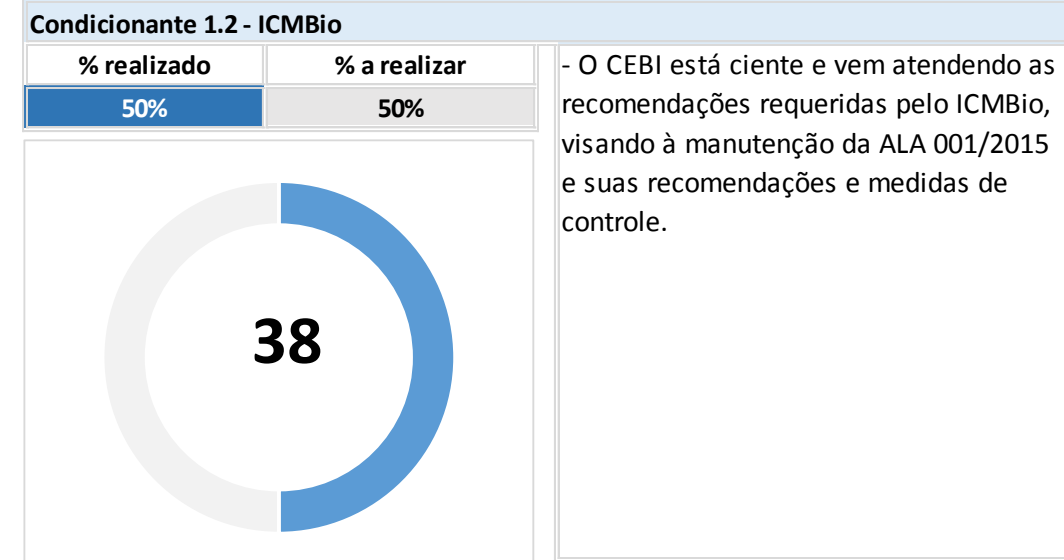 Condicionante 1.2 - ICMBio
% realizado % a realizar
50% 50%
38
- O CEBI está ciente e vem atendendo as
recomendações requeridas pelo ICMBio,
visando à manutenção da ALA 001/2015
e suas recomendações e medidas de
controle.